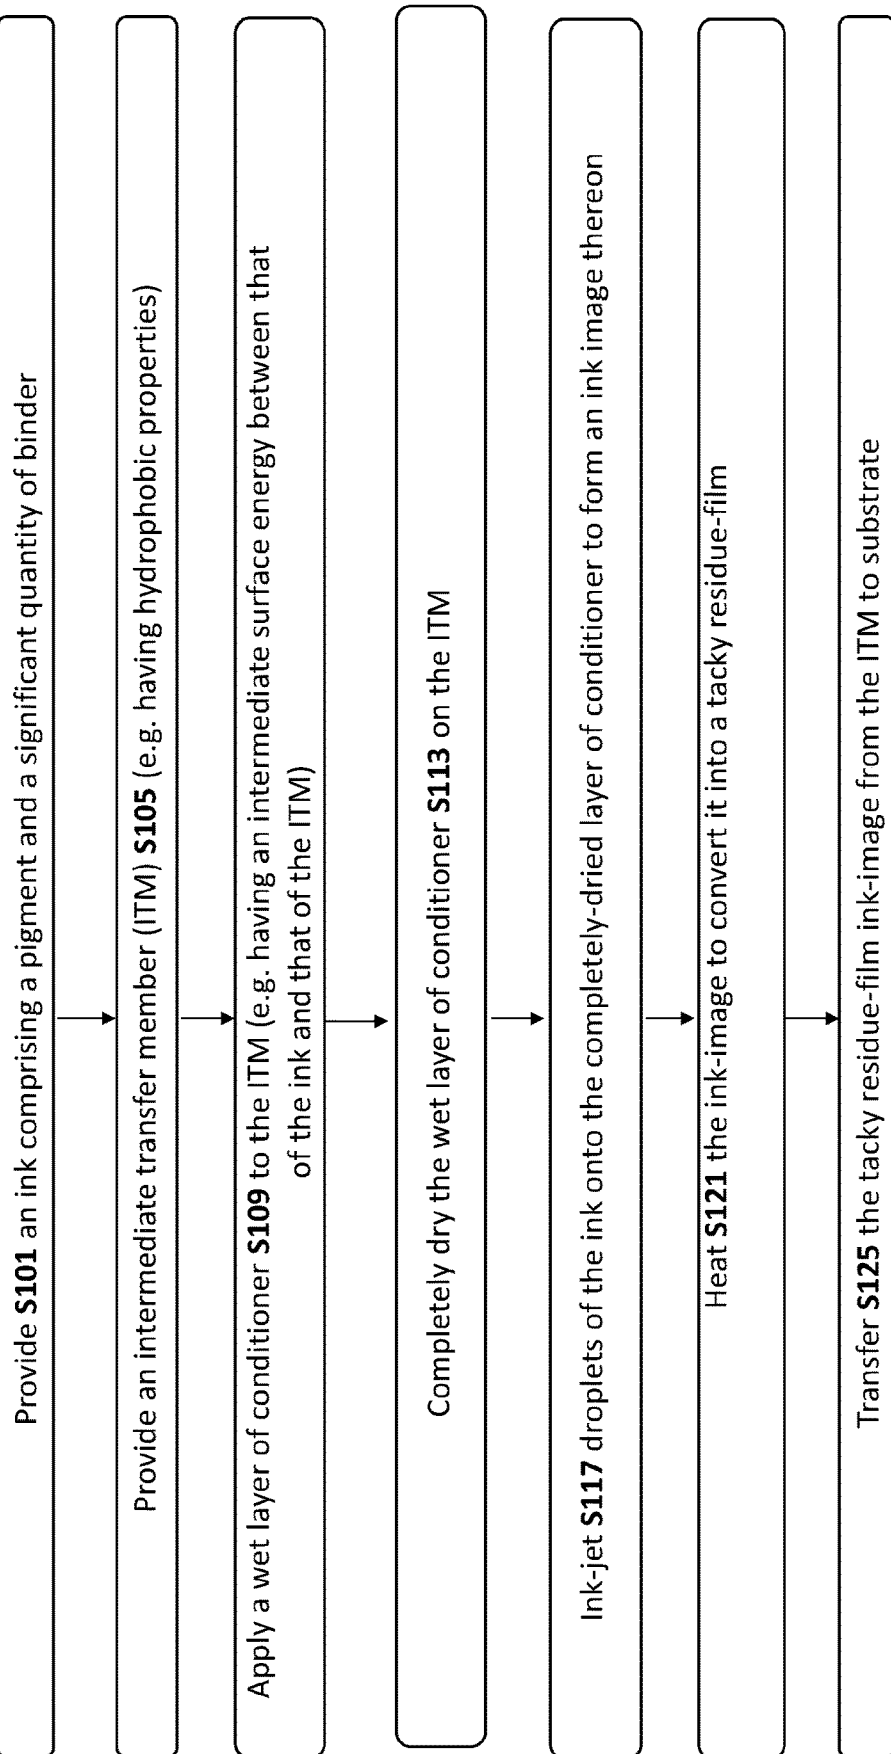 Provide S101 an ink comprising a pigment and a significant quantity of binder
Provide an intermediate transfer member (ITM) S105 (e.g. having hydrophobic properties)
Apply a wet layer of conditioner S109 to the ITM (e.g. having an intermediate surface energy between that
of the ink and that of the ITM)
Completely dry the wet layer of conditioner S113 on the ITM
Ink-jet S117 droplets of the ink onto the completely-dried layer of conditioner to form an ink image thereon
Heat S121 the ink-image to convert it into a tacky residue-film
Transfer S125 the tacky residue-film ink-image from the ITM to substrate